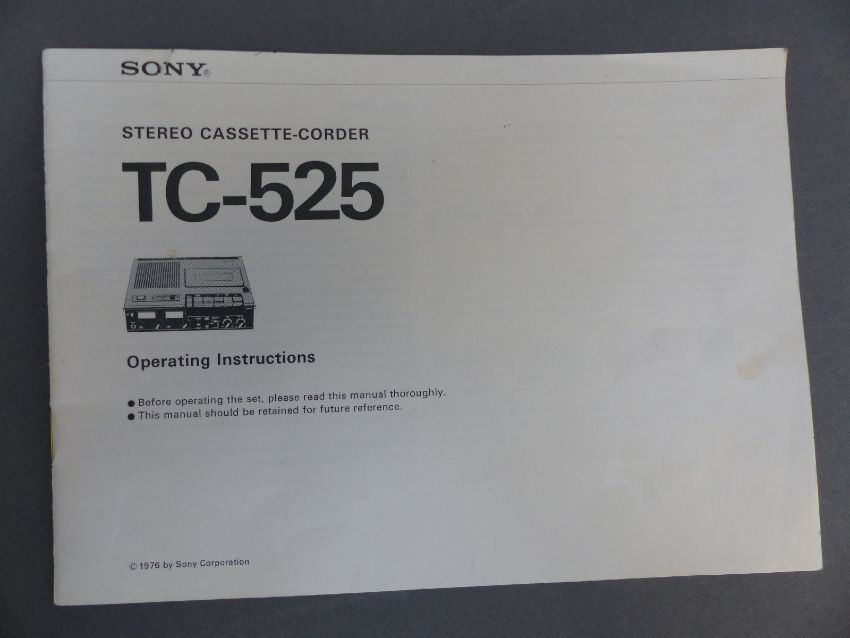 SONY®
STEREO CASSETTE-CORDER
TC-525
Operating Instructions
● Before operating the set, please read this manual thoroughly.
● This manual should be retained for future reference.
© 1976 by Sony Corporation